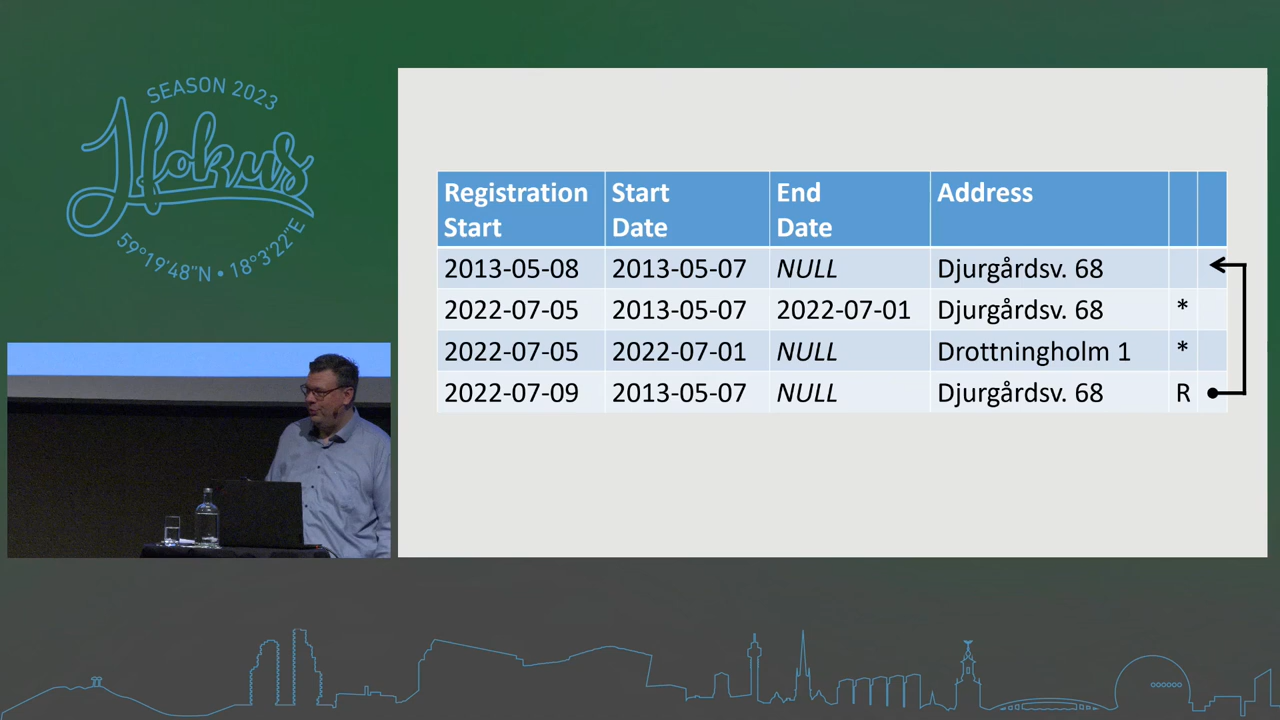 SEASON 2023
Jfokus
59°19'48"N • 18°3'22"E
Registration Start Start Date End Date Address
2013-05-08 2013-05-07 NULL Djurgårdsv. 68
2022-07-05 2013-05-07 2022-07-01 Djurgårdsv. 68 *
2022-07-05 2022-07-01 NULL Drottningholm 1 *
2022-07-09 2013-05-07 NULL Djurgårdsv. 68 R